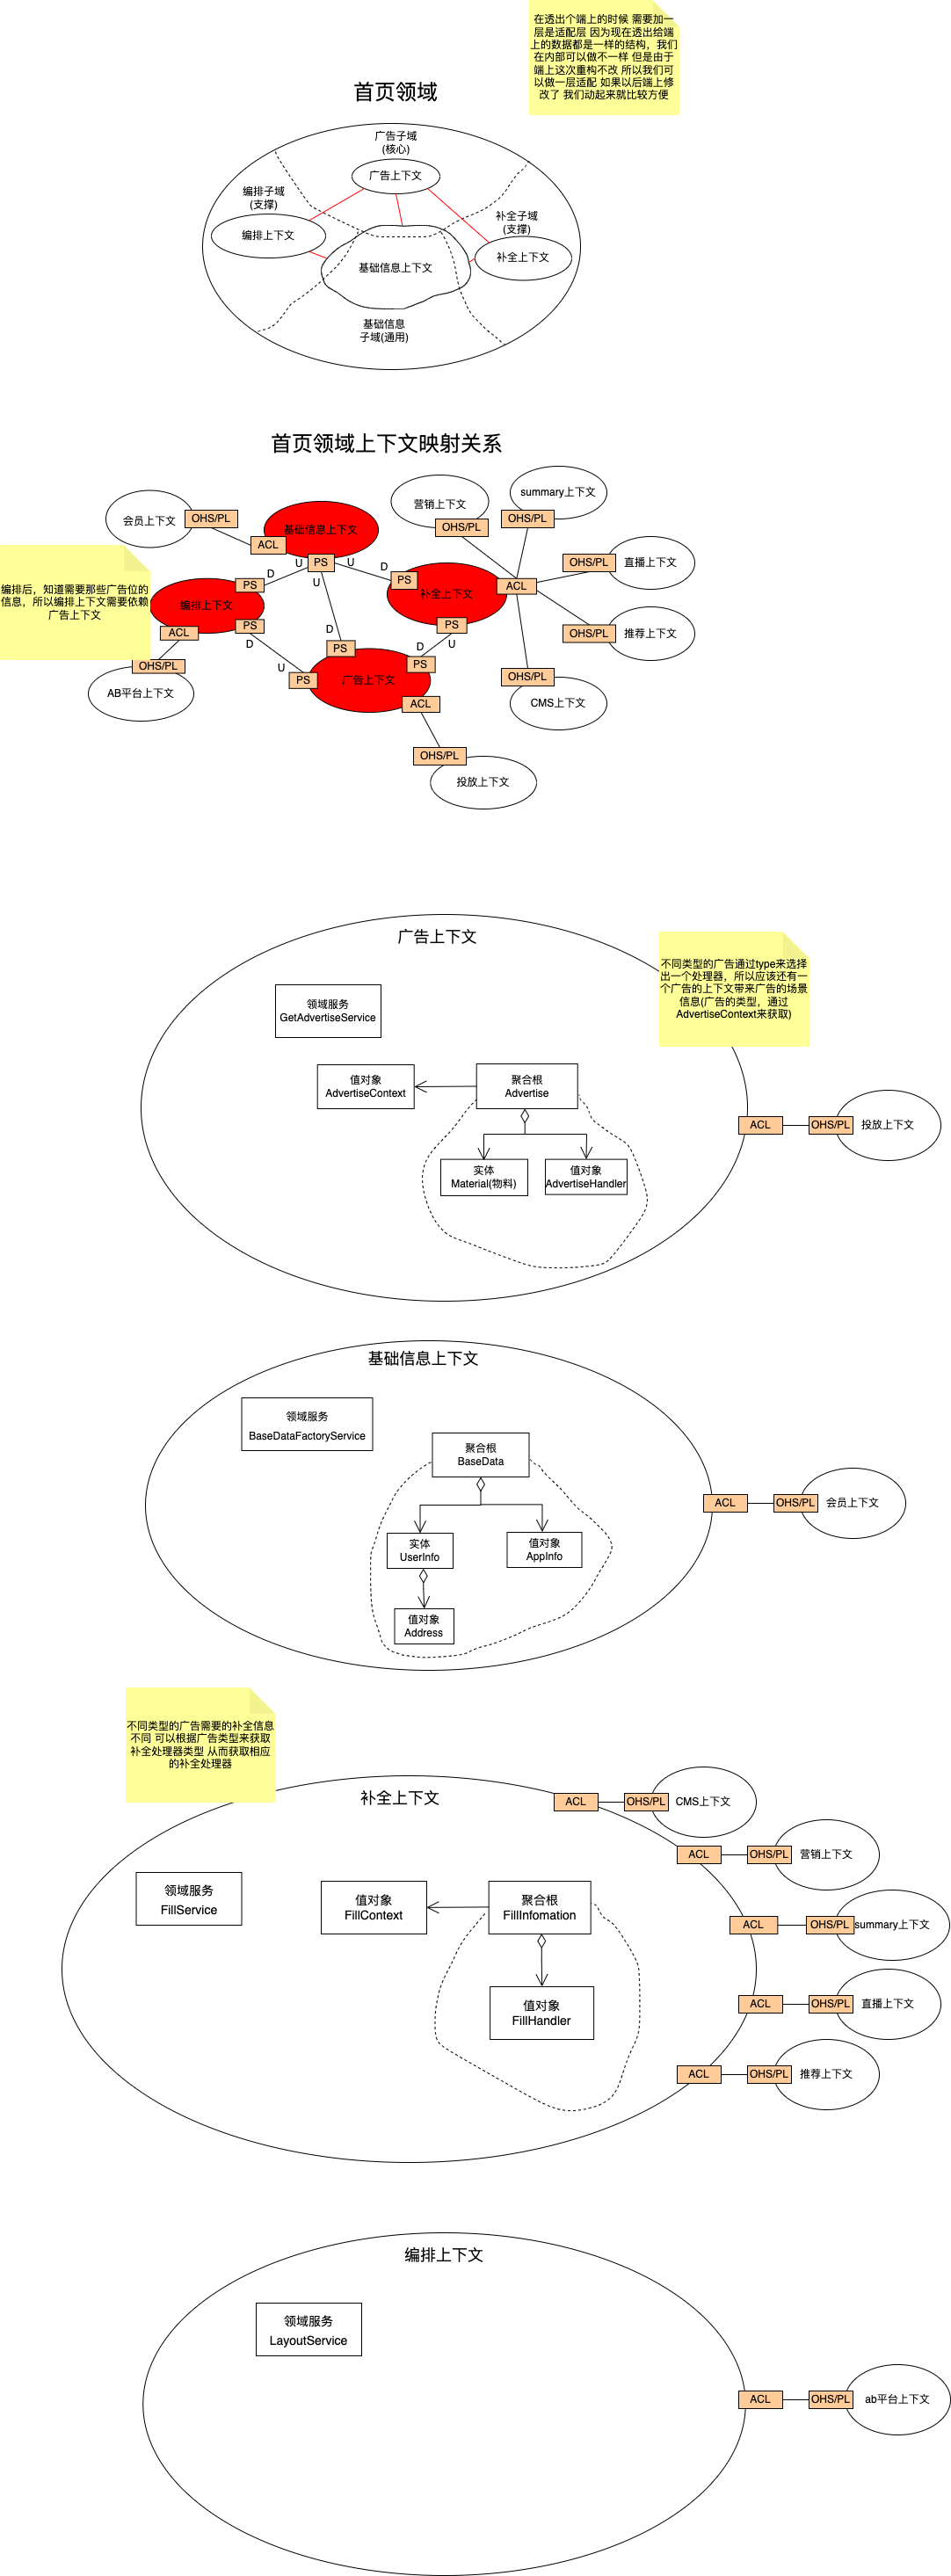 在透出个端上的时候 需要加一
层是适配层 因为现在透出给端
上的数据都是一样的结构，我们
在内部可以做不一样 但是由于
端上这次重构不改 所以我们可
以做一层适配 如果以后端上修
改了 我们动起来就比较方便
首页领域
广告子域
(核心)
广告上下文
编排子域
(支撑)
编排上下文
补全子域
(支撑)
补全上下文
基础信息上下文
基础信息
子域(通用)
首页领域上下文映射关系
会员上下文
OHS/PL
ACL
基础信息上下文
U
PS
U
U
营销上下文
OHS/PL
summary上下文
OHS/PL
OHS/PL
直播上下文
D
PS
补全上下文
ACL
PS
U
OHS/PL
推荐上下文
OHS/PL
CMS上下文
编排后，知道需要那些广告位的
信息，所以编排上下文需要依赖
广告上下文
D
PS
编排上下文
ACL
PS
D
OHS/PL
AB平台上下文
D
PS
D
PS
U
PS
广告上下文
ACL
OHS/PL
投放上下文
广告上下文
不同类型的广告通过type来选择
出一个处理器，所以应该还有一
个广告的上下文带来广告的场景
信息(广告的类型，通过
AdvertiseContext来获取)
领域服务
GetAdvertiseService
值对象
AdvertiseContext
聚合根
Advertise
实体
Material(物料)
值对象
AdvertiseHandler
ACL
OHS/PL
投放上下文
基础信息上下文
领域服务
BaseDataFactoryService
聚合根
BaseData
实体
UserInfo
值对象
AppInfo
值对象
Address
ACL
OHS/PL
会员上下文
不同类型的广告需要的补全信息
不同 可以根据广告类型来获取
补全处理器类型 从而获取相应
的补全处理器
补全上下文
领域服务
FillService
值对象
FillContext
聚合根
FillInfomation
值对象
FillHandler
ACL
OHS/PL
CMS上下文
ACL
OHS/PL
营销上下文
ACL
OHS/PL
summary上下文
ACL
OHS/PL
直播上下文
ACL
OHS/PL
推荐上下文
编排上下文
领域服务
LayoutService
ACL
OHS/PL
ab平台上下文